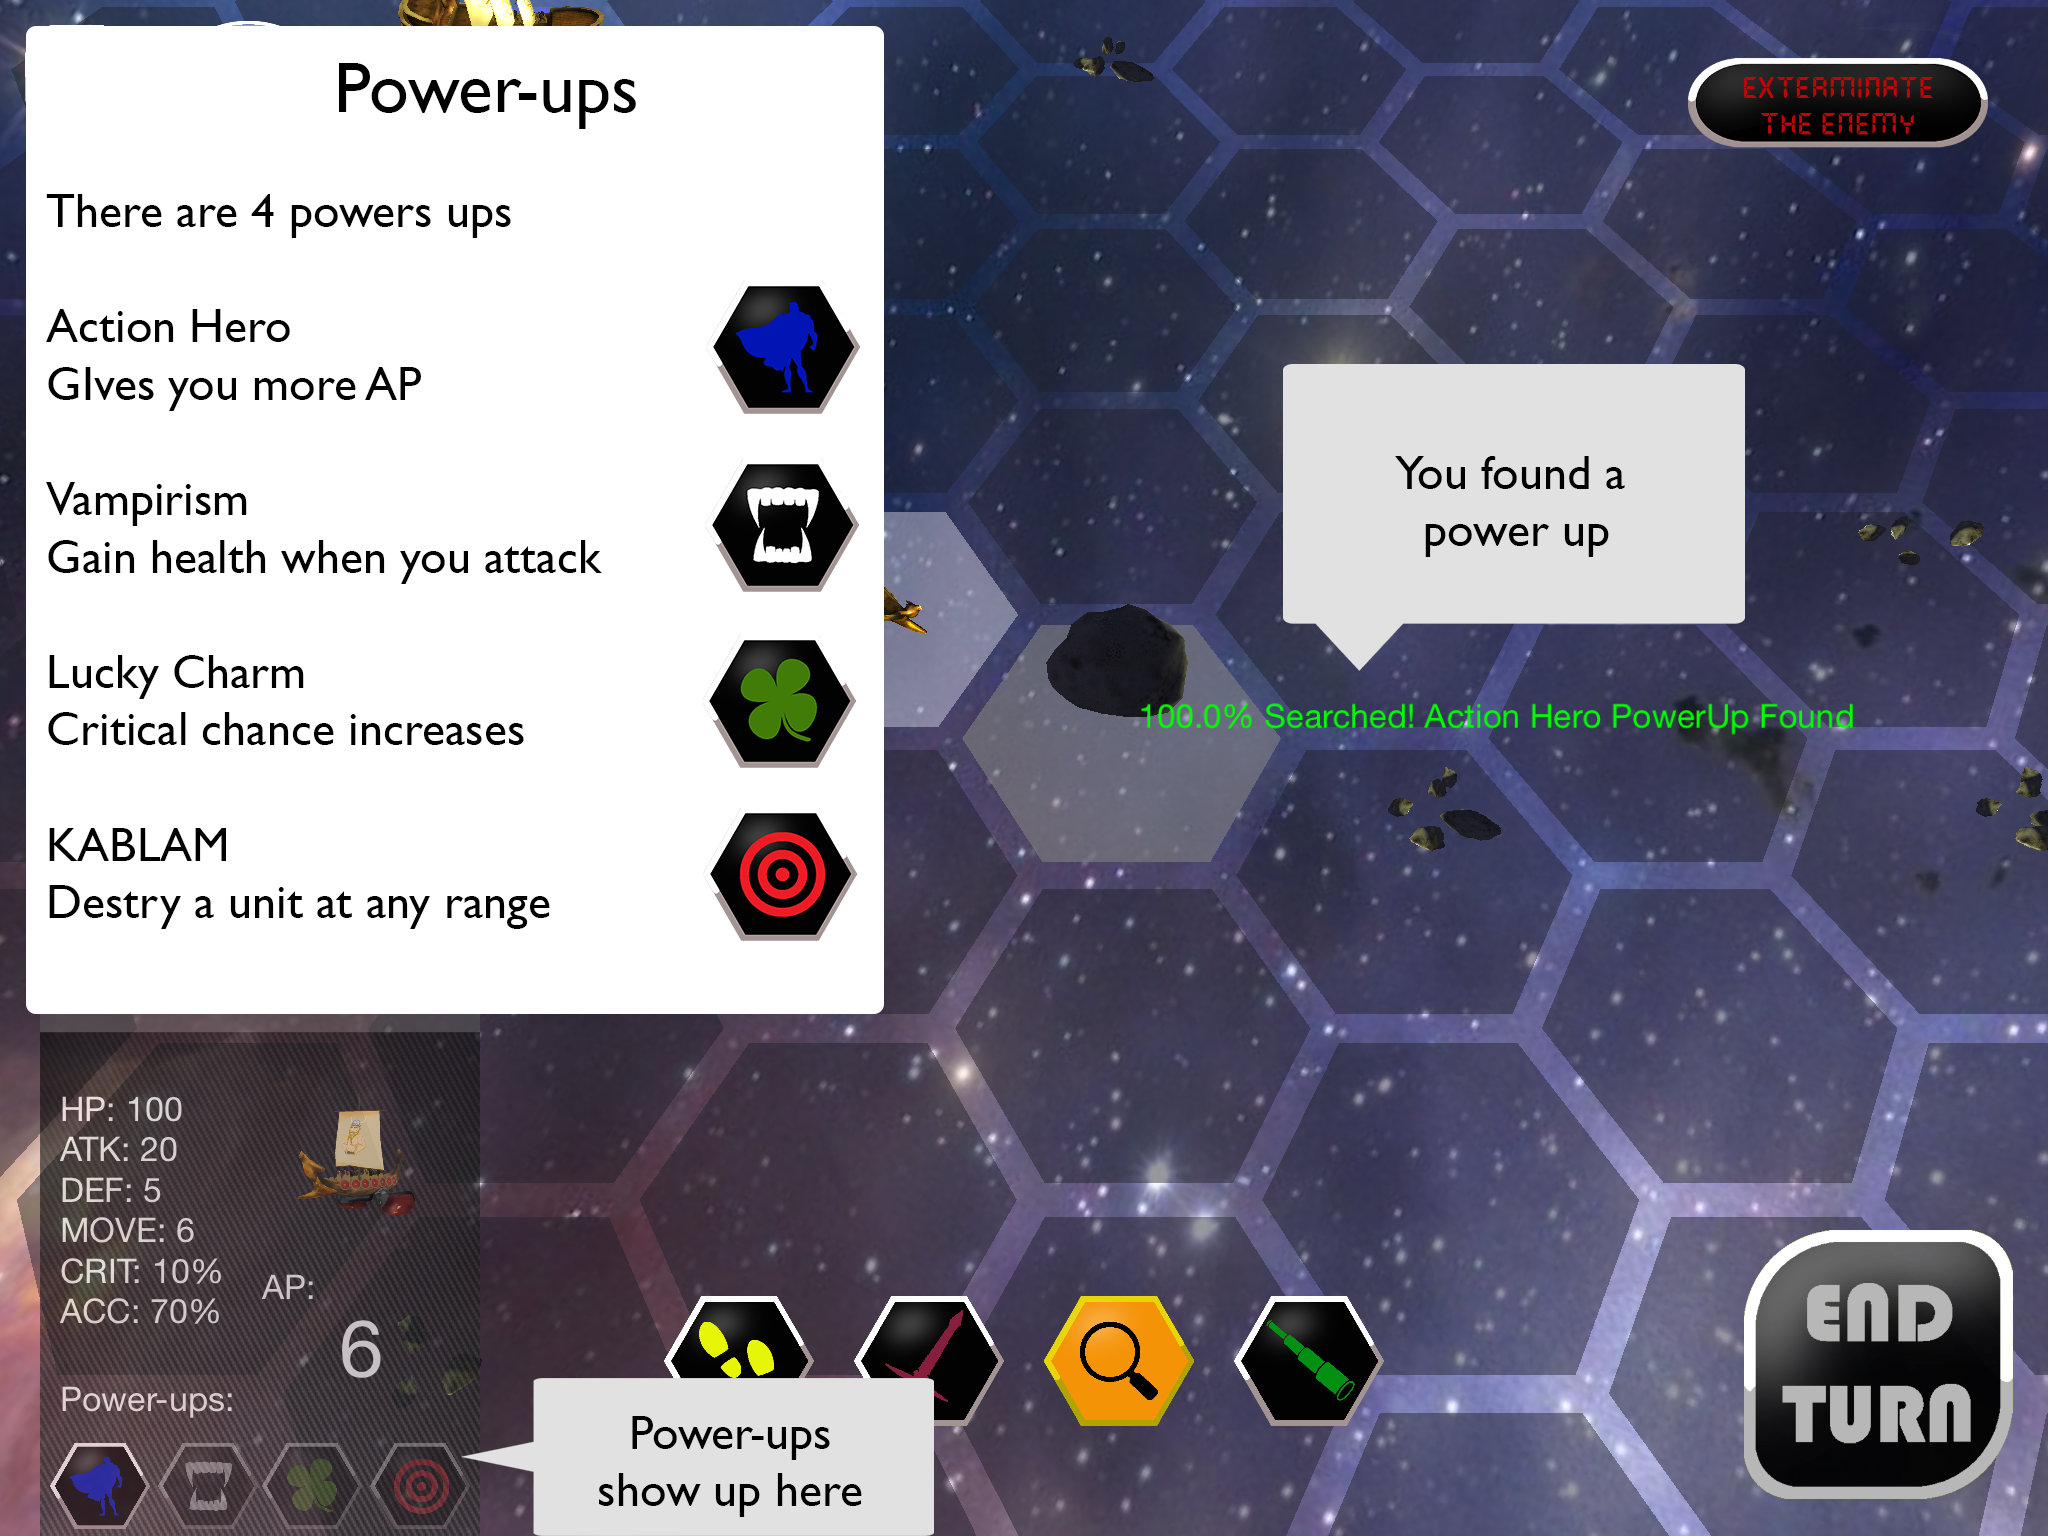 Power-ups
There are 4 powers ups
Action Hero
GIves you more AP
Vampirism
Gain health when you attack
Lucky Charm
Critical chance increases
KABLAM
Destry a unit at any range
EXTERMINATE
THE ENEMY
You found a
power up
100.0% Searched! Action Hero PowerUp Found
HP: 100
ATK: 20
DEF: 5
MOVE: 6
CRIT: 10%
ACC: 70%
AP:
6
Power-ups:
Power-ups
show up here
END
TURN